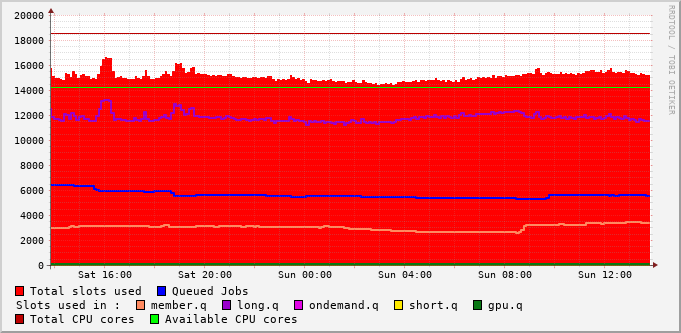 20000
18000
16000
14000
12000
10000
8000
6000
4000
2000
0
Sat 16:00 Sat 20:00 Sun 00:00 Sun 04:00 Sun 08:00 Sun 12:00
RRDTOOL / TOBI OETIKER
Total slots used Queued Jobs
Slots used in : member.q long.q ondemand.q short.q gpu.q
Total CPU cores Available CPU cores